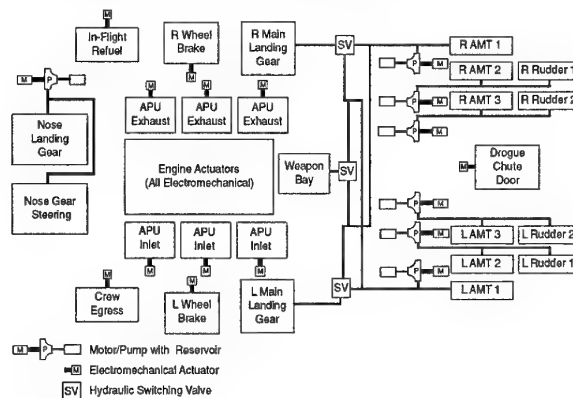 M
M
In-Flight
Refuel
R Wheel
Brake
R Main
Landing
Gear
SV
R AMT 1
M
P
P
M
R AMT 2
R Rudder 1
M
M
M
P
M
R AMT 3
R Rudder 2
APU
Exhaust
APU
Exhaust
APU
Exhaust
P
M
Nose
Landing
Gear
Nose Gear
Steering
Engine Actuators
(All Electromechanical)
Weapon
Bay
SV
M
Drogue
Chute
Door
APU
Inlet
APU
Inlet
APU
Inlet
P
M
L AMT 3
L Rudder 2
M
M
M
P
M
L AMT 2
L Rudder 1
M
Crew
Egress
M
L Wheel
Brake
L Main
Landing
Gear
SV
P
M
L AMT 1
M
P
Motor/Pump with Reservoir
M
Electromechanical Actuator
SV
Hydraulic Switching Valve